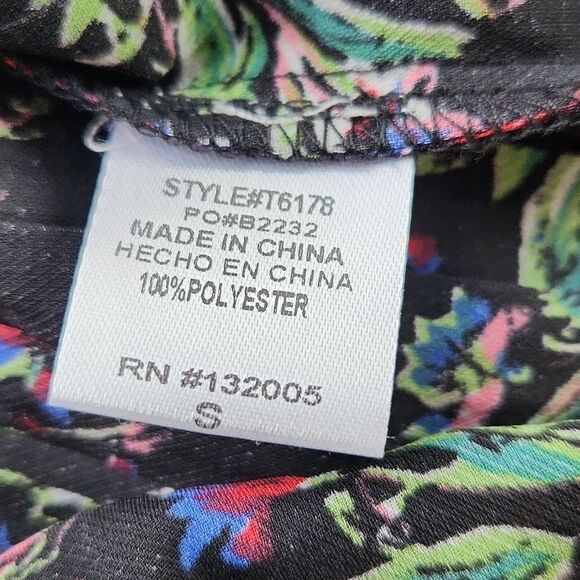 STYLE#T6178
PO#B2232
MADE IN CHINA
HECHO EN CHINA
100%POLYESTER
RN #132005
S